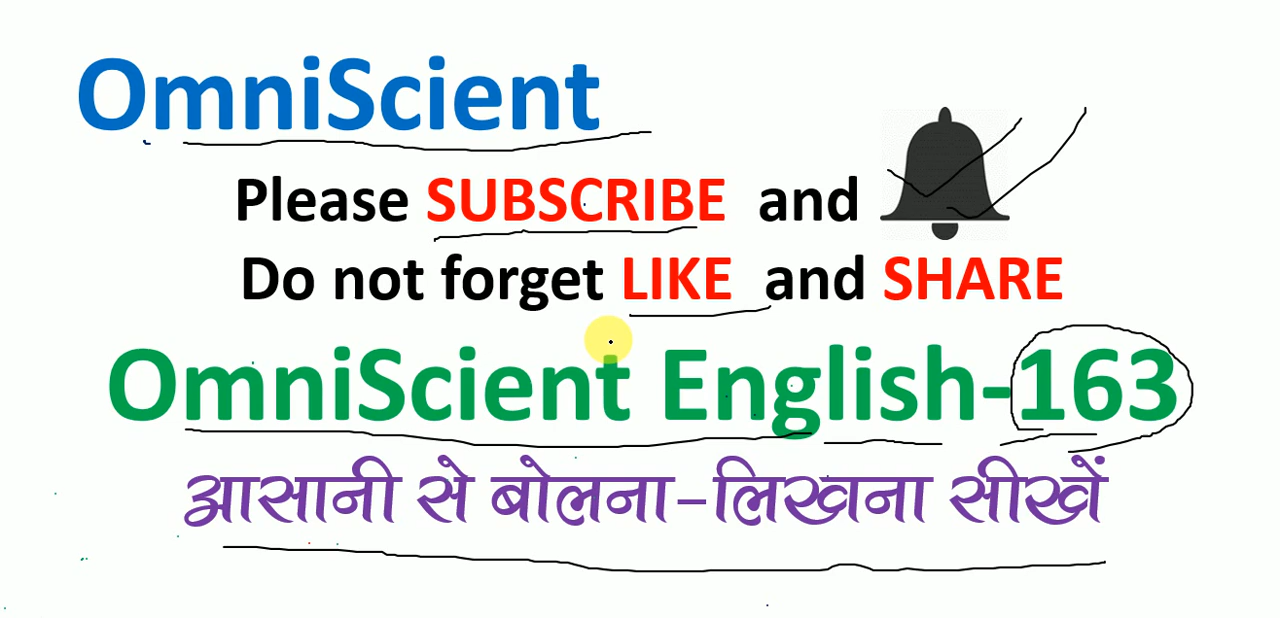 OmniScient
Please SUBSCRIBE and
Do not forget LIKE and SHARE
OmniScient English-163
आसानी से बोलना-लिखना सीखें